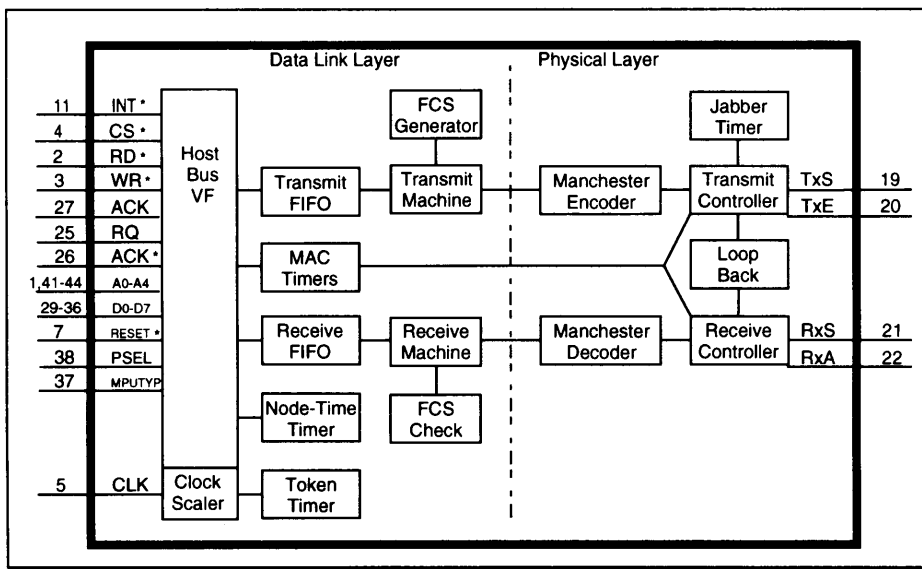 Data Link Layer
Physical Layer
11 INT *
4 CS *
2 RD *
3 WR *
27 ACK
25 RQ
26 ACK *
1,41-44 A0-A4
29-36 D0-D7
7 RESET *
38 PSEL
37 MPUTYP
5 CLK
Host
Bus
VF
Clock
Scaler
FCS
Generator
Transmit
FIFO
Transmit
Machine
MAC
Timers
Receive
FIFO
Receive
Machine
Node-Time
Timer
FCS
Check
Token
Timer
Jabber
Timer
Manchester
Encoder
Transmit
Controller
Loop
Back
Manchester
Decoder
Receive
Controller
TxS 19
TxE 20
RxS 21
RxA 22